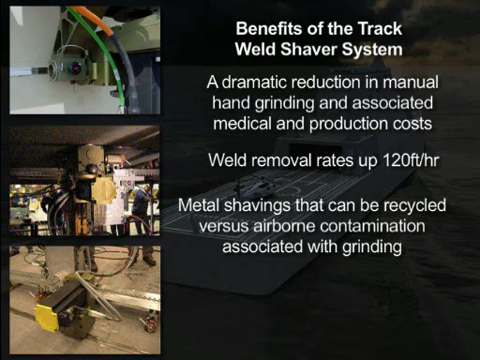 Benefits of the Track
Weld Shaver System
A dramatic reduction in manual
hand grinding and associated
medical and production costs
Weld removal rates up 120ft/hr
Metal shavings that can be recycled
versus airborne contamination
associated with grinding